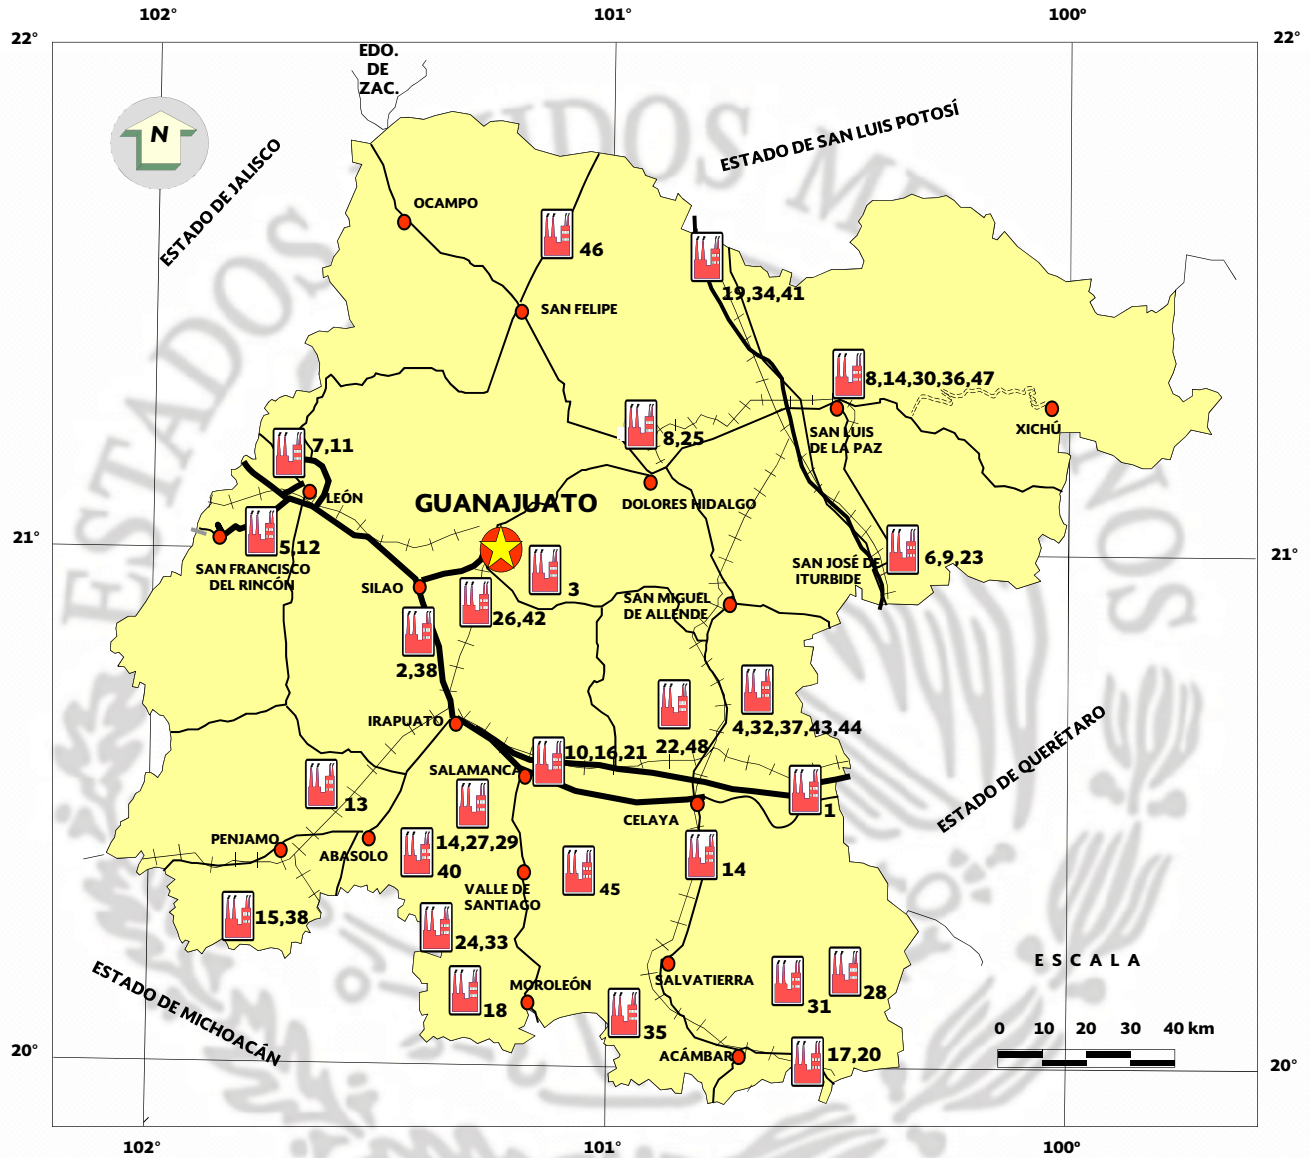 102°
101°
100°
22°
22°
EDO.
DE
ZAC.
ESTADO DE SAN LUIS POTOSÍ
N
ESTADO DE JALISCO
OCAMPO
46
19,34,41
SAN FELIPE
8,14,30,36,47
XICHÚ
SAN LUIS
DE LA PAZ
8,25
7,11
LEÓN
GUANAJUATO
DOLORES HIDALGO
21°
21°
5,12
SAN FRANCISCO
DEL RINCÓN
SAN JOSÉ DE
ITURBIDE
6,9,23
SILAO
3
SAN MIGUEL
DE ALLENDE
26,42
2,38
IRAPUATO
4,32,37,43,44
22,48
10,16,21
SALAMANCA
ESTADO DE QUERÉTARO
13
CELAYA
1
PENJAMO
ABASOLO
14,27,29
40
14
VALLE DE
SANTIAGO
45
15,38
24,33
ESTADO DE MICHOACÁN
MOROLEÓN
18
SALVATIERRA
31
28
35
ACÁMBARO
17,20
ESCALA
0 10 20 30 40 km
20°
20°
102°
101°
100°
ESTADOS UNIDOS MEXICANOS